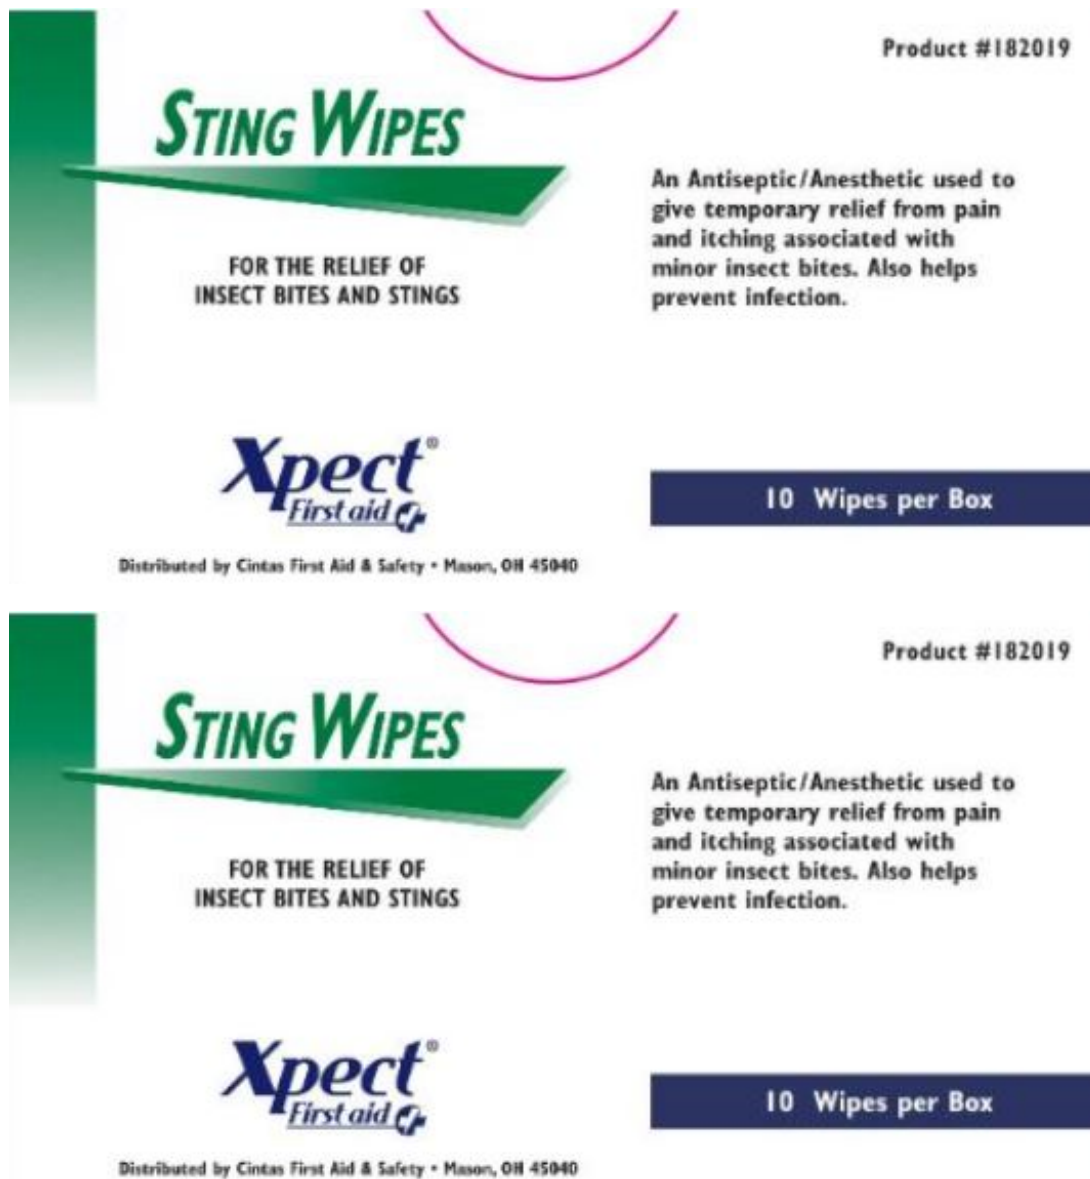 Product #182019
STING WIPES
An Antiseptic/Anesthetic used to
give temporary relief from pain
and itching associated with
minor insect bites. Also helps
prevent infection.
FOR THE RELIEF OF
INSECT BITES AND STINGS
Xpect®
First aid
10 Wipes per Box
Distributed by Cintas First Aid & Safety • Mason, OH 45040
Product #182019
STING WIPES
An Antiseptic/Anesthetic used to
give temporary relief from pain
and itching associated with
minor insect bites. Also helps
prevent infection.
FOR THE RELIEF OF
INSECT BITES AND STINGS
Xpect®
First aid
10 Wipes per Box
Distributed by Cintas First Aid & Safety • Mason, OH 45040